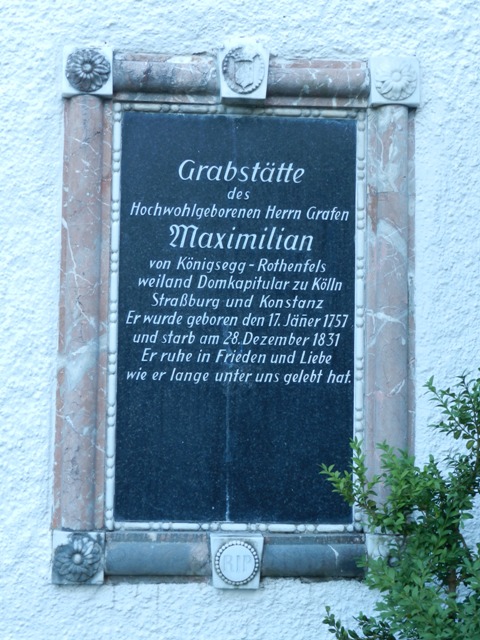 Grabstätte
des
Hochwohlgeborenen Herrn Grafen
Maximilian
von Königsegg-Rothenfels
weiland Domkapitular zu Kölln
Straßburg und Konstanz
Er wurde geboren den 17. Jän̄er 1757
und starb am 28. Dezember 1831
Er ruhe in Frieden und Liebe
wie er lange unter uns gelebt hat.
RIP